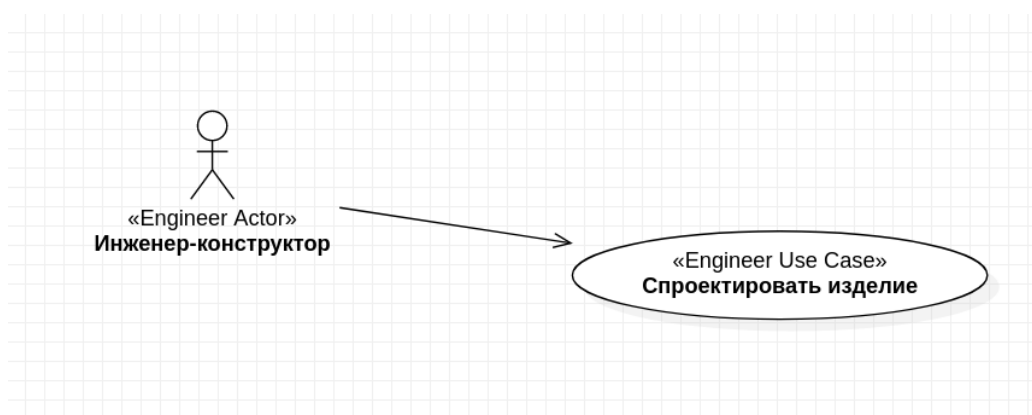 «Engineer Actor»
Инженер-конструктор
«Engineer Use Case»
Спроектировать изделие